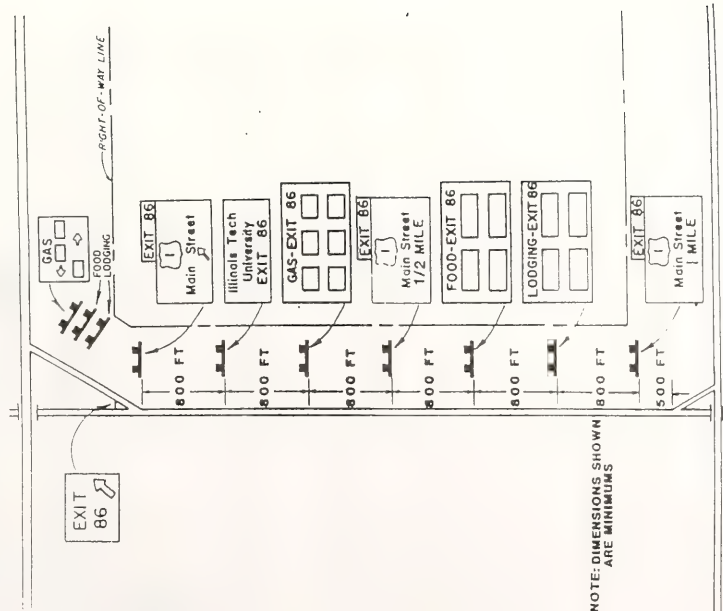 RIGHT-OF-WAY LINE
GAS
FOOD
LODGING
EXIT 86
1
Main Street
Illinois Tech
University
EXIT 86
GAS-EXIT 86
EXIT 86
1
Main Street
1/2 MILE
FOOD-EXIT 86
LODGING-EXIT 86
EXIT 86
1
Main Street
1 MILE
800 FT
800 FT
800 FT
800 FT
800 FT
800 FT
500 FT
EXIT
86
NOTE: DIMENSIONS SHOWN
ARE MINIMUMS